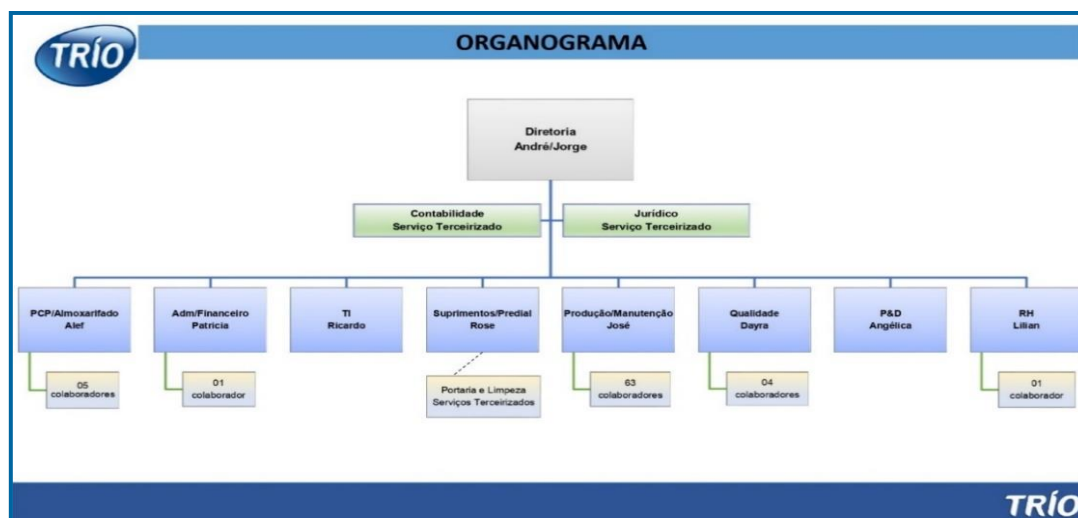 TRÍO
ORGANOGRAMA
Diretoria
André/Jorge
Contabilidade
Serviço Terceirizado
Jurídico
Serviço Terceirizado
PCP/Almoxarifado
Alef
Adm/Financeiro
Patricia
TI
Ricardo
Suprimentos/Predial
Rose
Produção/Manutenção
José
Qualidade
Dayra
P&D
Angélica
RH
Lilian
05
colaboradores
01
colaborador
Portaria e Limpeza
Serviços Terceirizados
63
colaboradores
04
colaboradores
01
colaborador
TRÍO